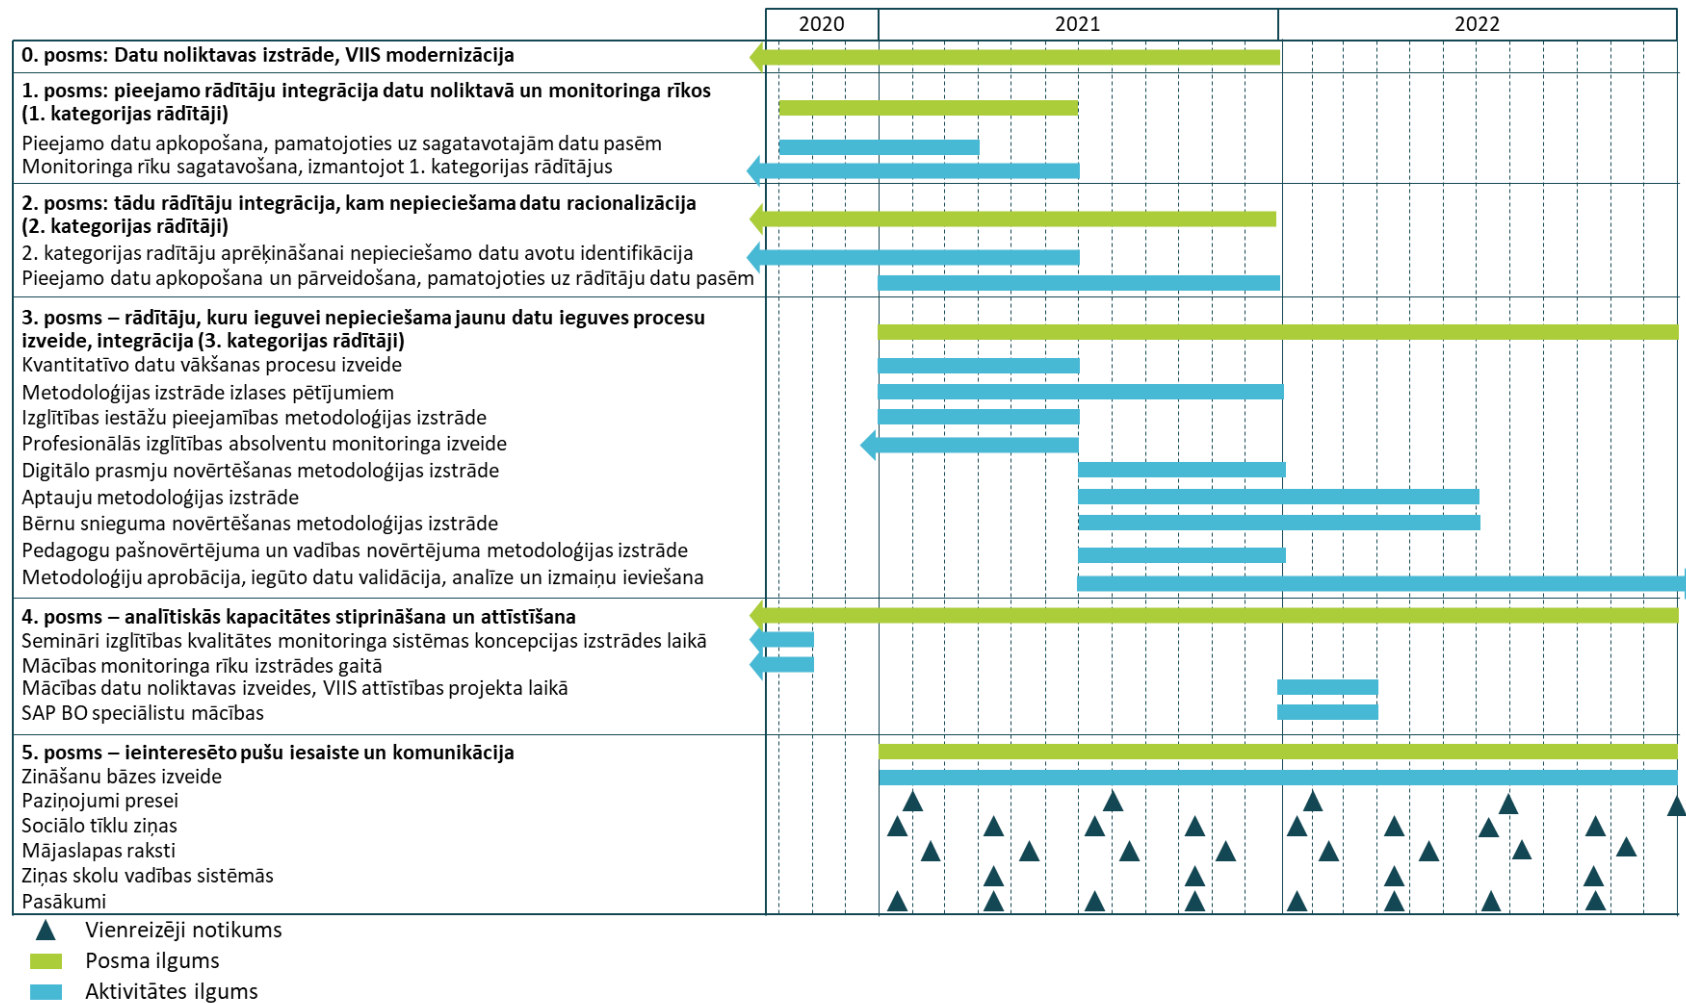 2020 2021 2022
0. posms: Datu noliktavas izstrāde, VIIS modernizācija
1. posms: pieejamo rādītāju integrācija datu noliktavā un monitoringa rīkos
(1. kategorijas rādītāji)
Pieejamo datu apkopošana, pamatojoties uz sagatavotajām datu pasēm
Monitoringa rīku sagatavošana, izmantojot 1. kategorijas rādītājus
2. posms: tādu rādītāju integrācija, kam nepieciešama datu racionalizācija
(2. kategorijas rādītāji)
2. kategorijas radītāju aprēķināšanai nepieciešamo datu avotu identifikācija
Pieejamo datu apkopošana un pārveidošana, pamatojoties uz rādītāju datu pasēm
3. posms – rādītāju, kuru ieguvei nepieciešama jaunu datu ieguves procesu
izveide, integrācija (3. kategorijas rādītāji)
Kvantitatīvo datu vākšanas procesu izveide
Metodoloģijas izstrāde izlases pētījumiem
Izglītības iestāžu pieejamības metodoloģijas izstrāde
Profesionālās izglītības absolventu monitoringa izveide
Digitālo prasmju novērtēšanas metodoloģijas izstrāde
Aptauju metodoloģijas izstrāde
Bērnu snieguma novērtēšanas metodoloģijas izstrāde
Pedagogu pašnovērtējuma un vadības novērtējuma metodoloģijas izstrāde
Metodoloģiju aprobācija, iegūto datu validācija, analīze un izmaiņu ieviešana
4. posms – analītiskās kapacitātes stiprināšana un attīstīšana
Semināri izglītības kvalitātes monitoringa sistēmas koncepcijas izstrādes laikā
Mācības monitoringa rīku izstrādes gaitā
Mācības datu noliktavas izveides, VIIS attīstības projekta laikā
SAP BO speciālistu mācības
5. posms – ieinteresēto pušu iesaiste un komunikācija
Zināšanu bāzes izveide
Paziņojumi presei
Sociālo tīklu ziņas
Mājaslapas raksti
Ziņas skolu vadības sistēmās
Pasākumi
Vienreizēji notikums
Posma ilgums
Aktivitātes ilgums